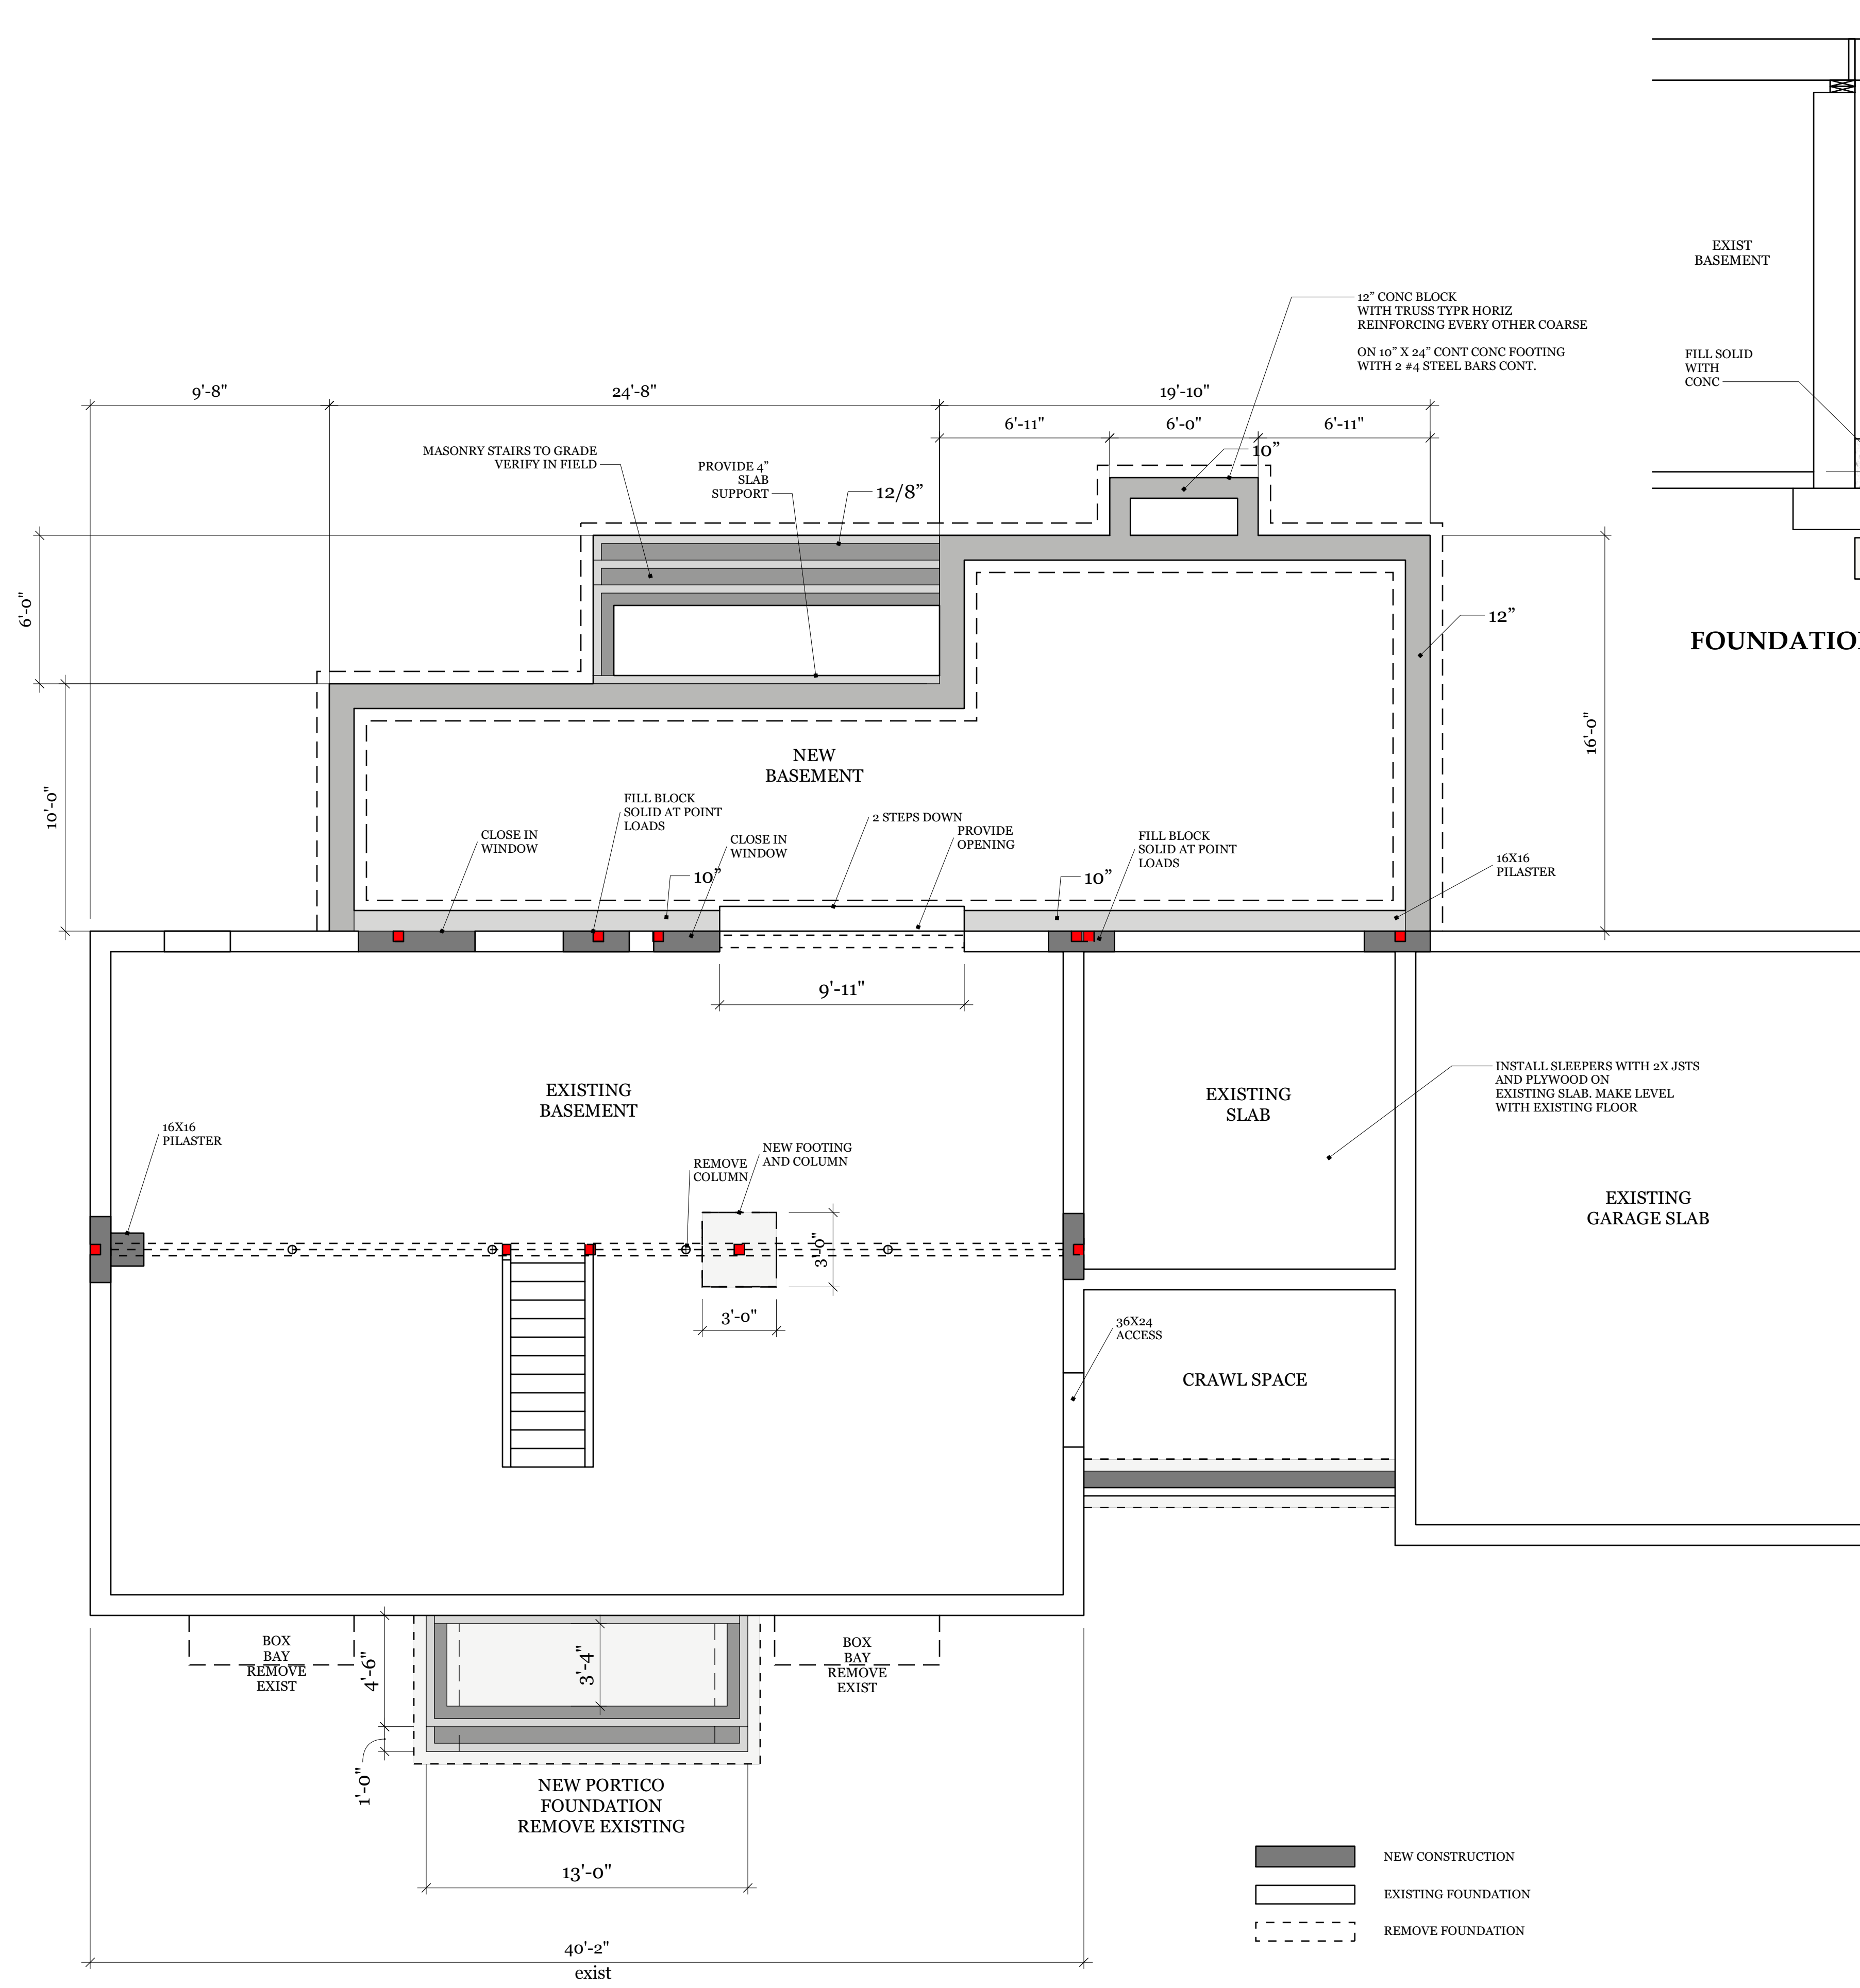 EXIST
BASEMENT
12” CONC BLOCK
WITH TRUSS TYPR HORIZ
REINFORCING EVERY OTHER COARSE
ON 10” X 24” CONT CONC FOOTING
WITH 2 #4 STEEL BARS CONT.
FILL SOLID
WITH
CONC
9'-8"
24'-8"
19'-10"
6'-11"
6'-0"
6'-11"
MASONRY STAIRS TO GRADE
VERIFY IN FIELD
PROVIDE 4”
SLAB
SUPPORT
12/8”
10”
6'-0"
12”
FOUNDATIO
16'-0"
10'-0"
NEW
BASEMENT
FILL BLOCK
SOLID AT POINT
LOADS
CLOSE IN
WINDOW
CLOSE IN
WINDOW
2 STEPS DOWN
PROVIDE
OPENING
FILL BLOCK
SOLID AT POINT
LOADS
16X16
PILASTER
10”
10”
9'-11"
EXISTING
BASEMENT
EXISTING
SLAB
INSTALL SLEEPERS WITH 2X JSTS
AND PLYWOOD ON
EXISTING SLAB. MAKE LEVEL
WITH EXISTING FLOOR
16X16
PILASTER
REMOVE
COLUMN
NEW FOOTING
AND COLUMN
EXISTING
GARAGE SLAB
3'-0"
3'-0"
36X24
ACCESS
CRAWL SPACE
BOX
BAY
REMOVE
EXIST
4'-6"
3'-4"
BOX
BAY
REMOVE
EXIST
1'-0"
NEW PORTICO
FOUNDATION
REMOVE EXISTING
13'-0"
NEW CONSTRUCTION
EXISTING FOUNDATION
REMOVE FOUNDATION
40'-2"
exist